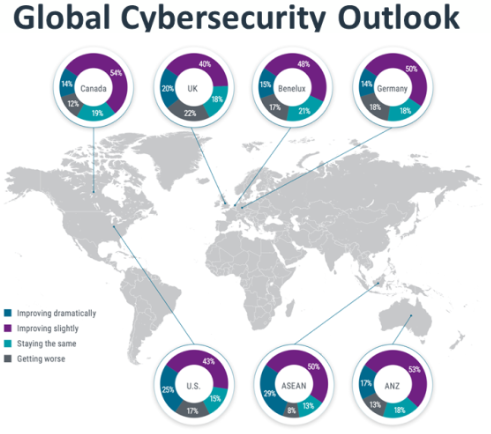 Global Cybersecurity Outlook
54%
14%
Canada
12%
19%
40%
20%
UK
18%
22%
48%
15%
Benelux
17%
21%
50%
14%
Germany
18%
18%
Improving dramatically
Improving slightly
Staying the same
Getting worse
43%
U.S.
25%
15%
17%
50%
ASEAN
29%
13%
8%
53%
17%
ANZ
13%
18%